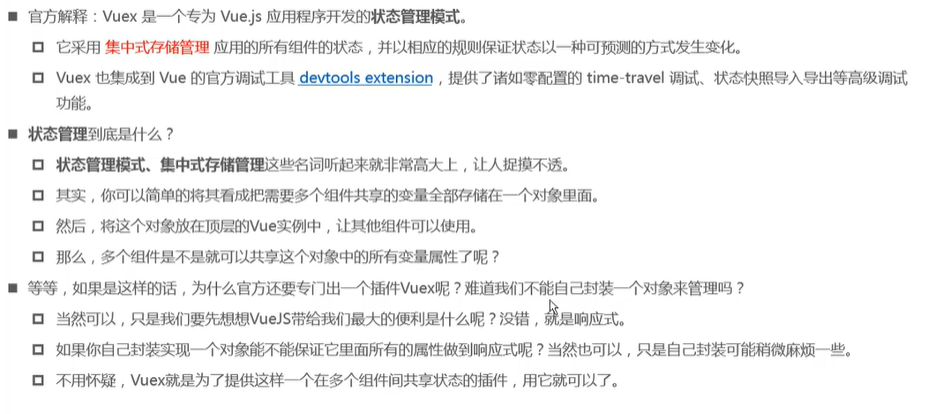 官方解释：Vuex 是一个专为 Vue.js 应用程序开发的状态管理模式。
它采用 集中式存储管理 应用的所有组件的状态，并以相应的规则保证状态以一种可预测的方式发生变化。
Vuex 也集成到 Vue 的官方调试工具 devtools extension，提供了诸如零配置的 time-travel 调试、状态快照导入导出等高级调试
功能。
状态管理到底是什么？
状态管理模式、集中式存储管理这些名词听起来就非常高大上，让人捉摸不透。
其实，你可以简单的将其看成把需要多个组件共享的变量全部存储在一个对象里面。
然后，将这个对象放在顶层的Vue实例中，让其他组件可以使用。
那么，多个组件是不是就可以共享这个对象中的所有变量属性了呢？
等等，如果是这样的话，为什么官方还要专门出一个插件Vuex呢？难道我们不能自己封装一个对象来管理吗？
当然可以，只是我们要先想想VueJS带给我们最大的便利是什么呢？没错，就是响应式。
如果你自己封装实现一个对象能不能保证它里面所有的属性做到响应式呢？当然也可以，只是自己封装可能稍微麻烦一些。
不用怀疑，Vuex就是为了提供这样一个在多个组件间共享状态的插件，用它就可以了。